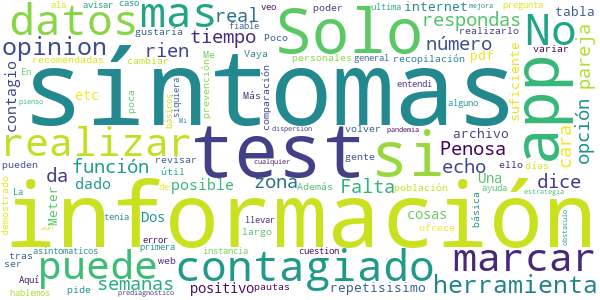 datos mas real internet respondas tabla
opinion rien tiempo número pdf pareja
síntomas Solo app No
contagio etc poca Poco personales recopilación variar
realizar test si cara opción
información
da función zona Falta Penosa echo Una dice
dado posible cosas
Meter Dos
puede contagiado marcar
semanas positivo pautas repetisisimo herramienta
ala avisar caso veo poder ultima mejora pregunta
gustaría fiable realizarlo
recomendadas cambiar Me Vaya general suficiente
En básicos siquiera prevención Más comparación entendi alguno
La pienso Mi dispersion volver archivo
cualquier pandemia gente
pueden revisar ello días
útil Además población ayuda estrategia
demostrado de llevar ofrece básica obstaculo
asintomaticos tenia largo
tras error primera instancia cuestion
ser web
Aquí hablemos pide prediagnostico